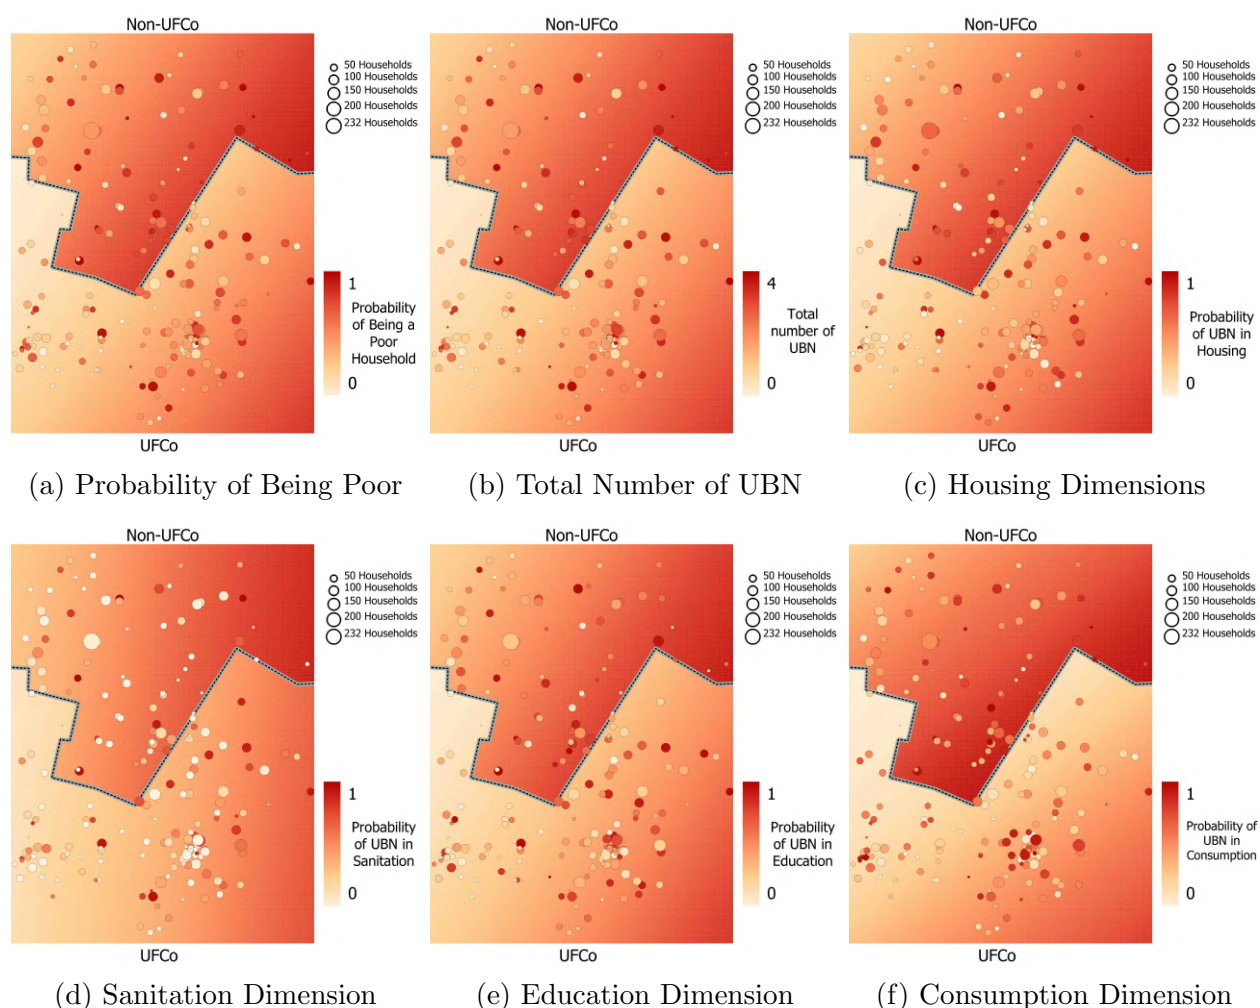 Non-UFCo
50 Households
100 Households
150 Households
200 Households
232 Households
1
Probability
of Being a
Poor
Household
0
UFCo
(a) Probability of Being Poor
Non-UFCo
50 Households
100 Households
150 Households
200 Households
232 Households
4
Total
number of
UBN
0
(b) Total Number of UBN
Non-UFCo
50 Households
100 Households
150 Households
200 Households
232 Households
1
Probability
of UBN in
Housing
0
UFCo
(c) Housing Dimensions
Non-UFCo
50 Households
100 Households
150 Households
200 Households
232 Households
1
Probability
of UBN in
Sanitation
0
UFCo
(d) Sanitation Dimension
Non-UFCo
50 Households
100 Households
150 Households
200 Households
232 Households
1
Probability
of UBN in
Education
0
UFCo
(e) Education Dimension
Non-UFCo
50 Households
100 Households
150 Households
200 Households
232 Households
1
Probability of
UBN in
Consumption
0
UFCo
(f) Consumption Dimension